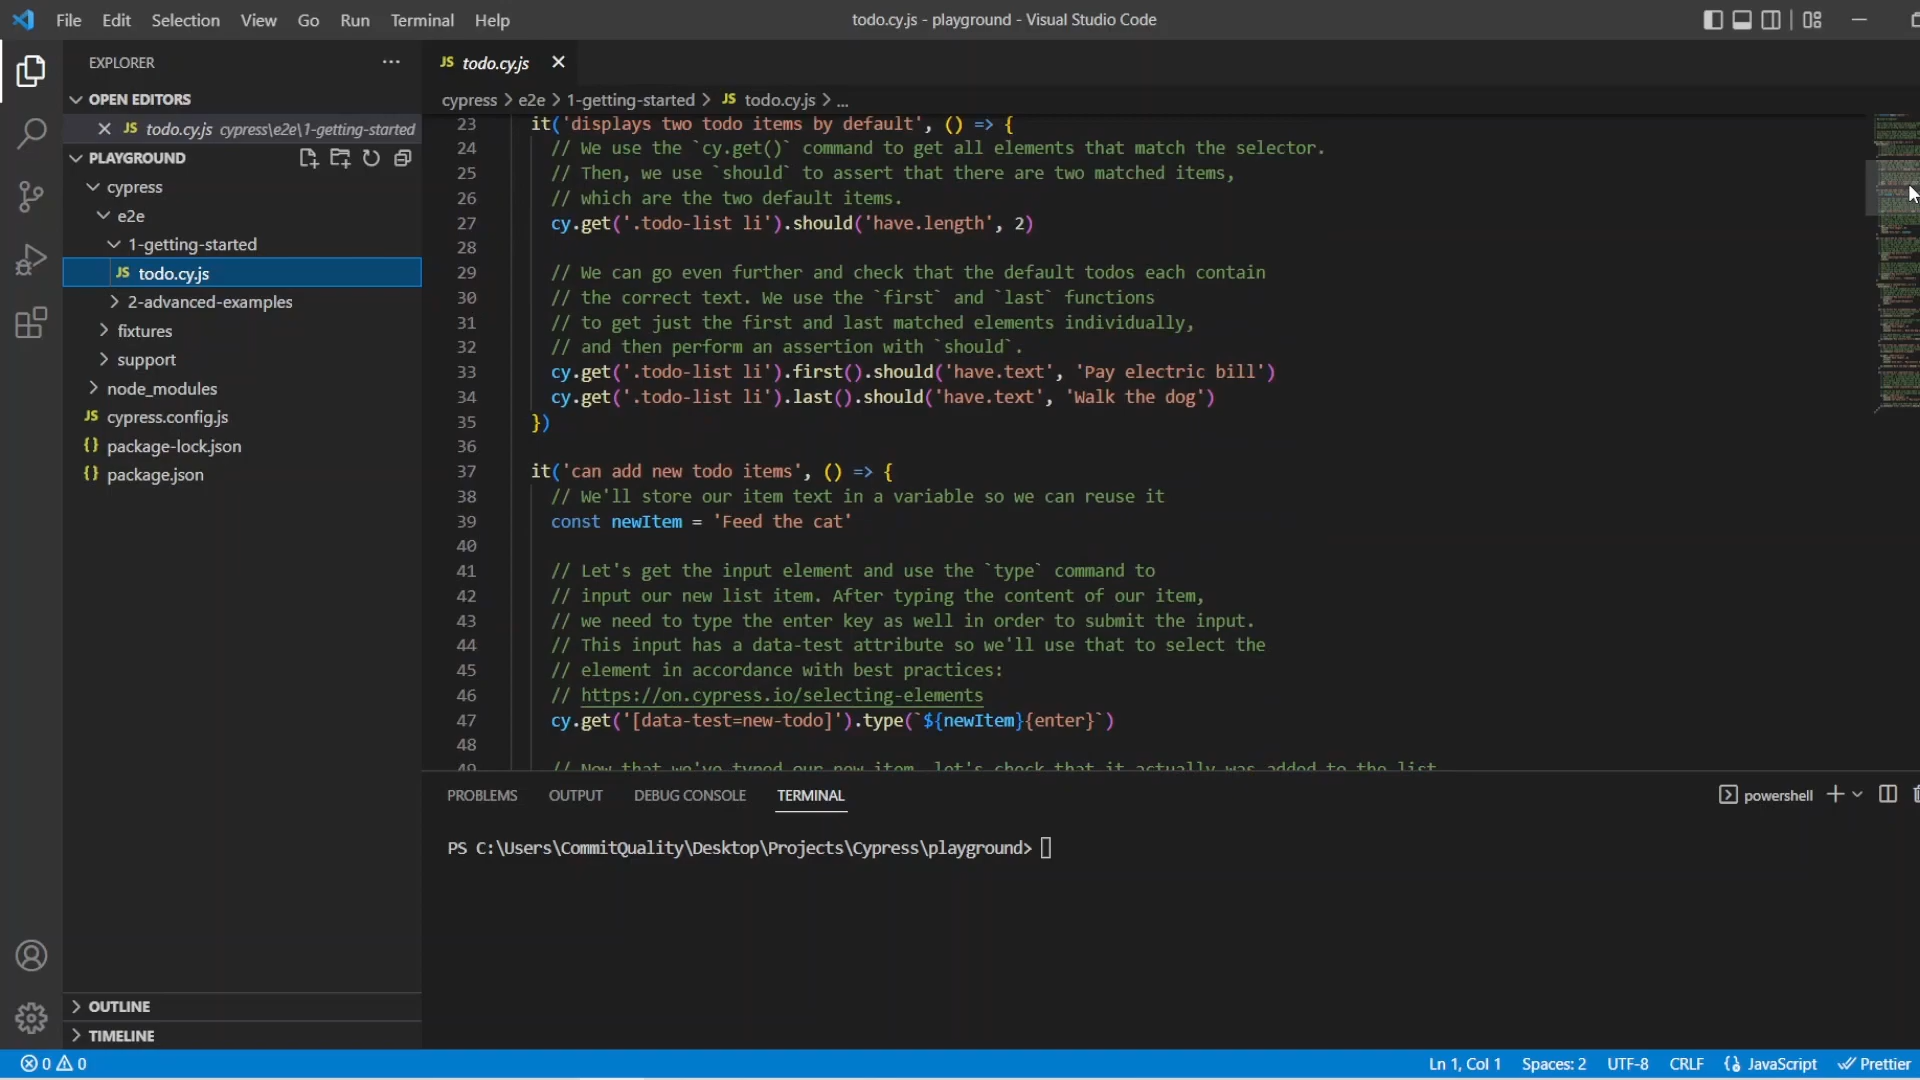 File Edit Selection View Go Run Terminal Help
todo.cy.js - playground - Visual Studio Code
EXPLORER
OPEN EDITORS
JS todo.cy.js cypress\e2e\1-getting-started
PLAYGROUND
cypress
e2e
1-getting-started
JS todo.cy.js
2-advanced-examples
fixtures
support
node_modules
JS cypress.config.js
{} package-lock.json
{} package.json
OUTLINE
TIMELINE
JS todo.cy.js
cypress > e2e > 1-getting-started > JS todo.cy.js > ...
23 it('displays two todo items by default', () => {
24 // We use the `cy.get()` command to get all elements that match the selector.
25 // Then, we use `should` to assert that there are two matched items,
26 // which are the two default items.
27 cy.get('.todo-list li').should('have.length', 2)
28
29 // We can go even further and check that the default todos each contain
30 // the correct text. We use the `first` and `last` functions
31 // to get just the first and last matched elements individually,
32 // and then perform an assertion with `should`.
33 cy.get('.todo-list li').first().should('have.text', 'Pay electric bill')
34 cy.get('.todo-list li').last().should('have.text', 'Walk the dog')
35 })
36
37 it('can add new todo items', () => {
38 // We'll store our item text in a variable so we can reuse it
39 const newItem = 'Feed the cat'
40
41 // Let's get the input element and use the `type` command to
42 // input our new list item. After typing the content of our item,
43 // we need to type the enter key as well in order to submit the input.
44 // This input has a data-test attribute so we'll use that to select the
45 // element in accordance with best practices:
46 // https://on.cypress.io/selecting-elements
47 cy.get('[data-test=new-todo]').type(`${newItem}{enter}`)
48
49 // Now that we've typed our new item, let's check that it actually was added to the list.
PROBLEMS OUTPUT DEBUG CONSOLE TERMINAL
powershell
PS C:\Users\CommitQuality\Desktop\Projects\Cypress\playground>
0 0
Ln 1, Col 1 Spaces: 2 UTF-8 CRLF {} JavaScript Prettier